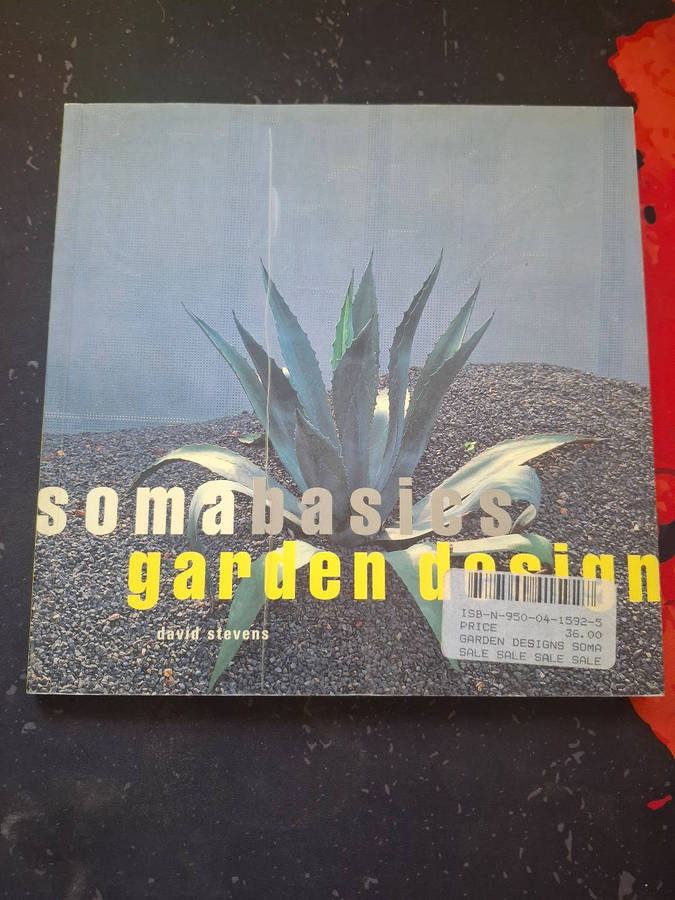 somabasics
garden design
david stevens
ISB-N-950-04-1592-5
PRICE 36.00
GARDEN DESIGNS SOMA
SALE SALE SALE SALE